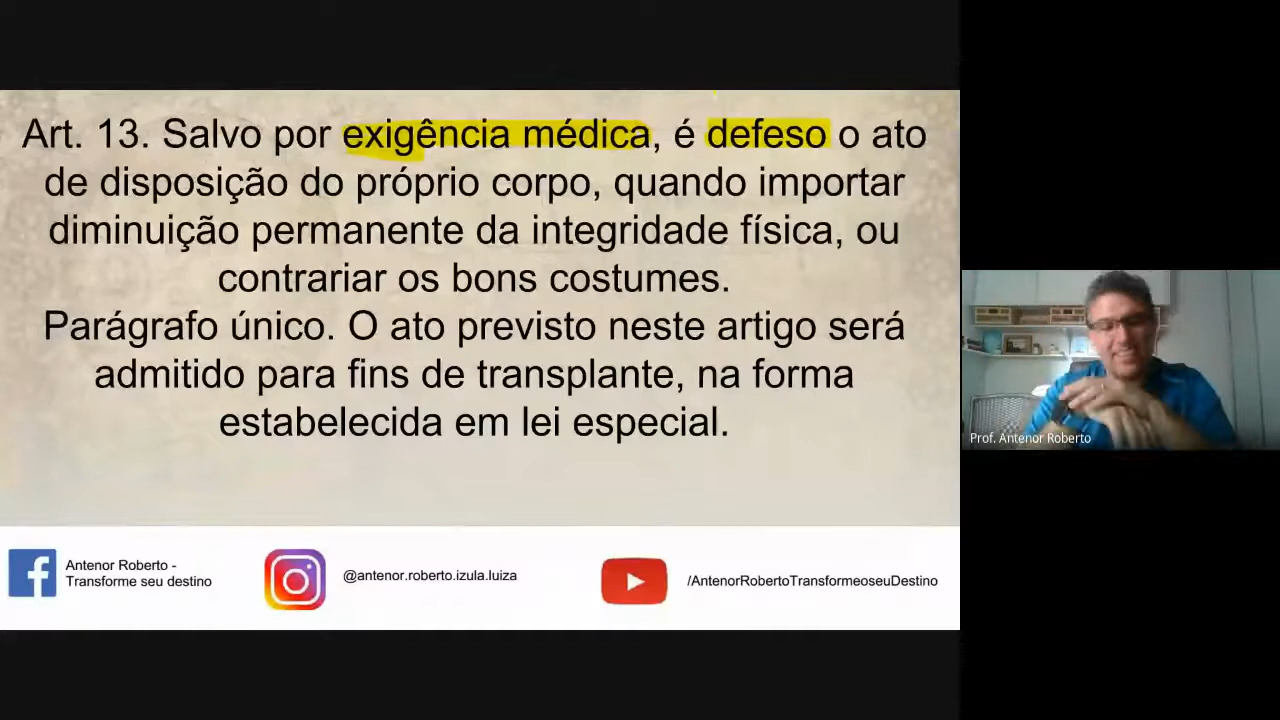 Art. 13. Salvo por exigência médica, é defeso o ato
de disposição do próprio corpo, quando importar
diminuição permanente da integridade física, ou
contrariar os bons costumes.
Parágrafo único. O ato previsto neste artigo será
admitido para fins de transplante, na forma
estabelecida em lei especial.
Antenor Roberto -
Transforme seu destino
@antenor.roberto.izula.luiza
/AntenorRobertoTransformeoseuDestino
Prof. Antenor Roberto